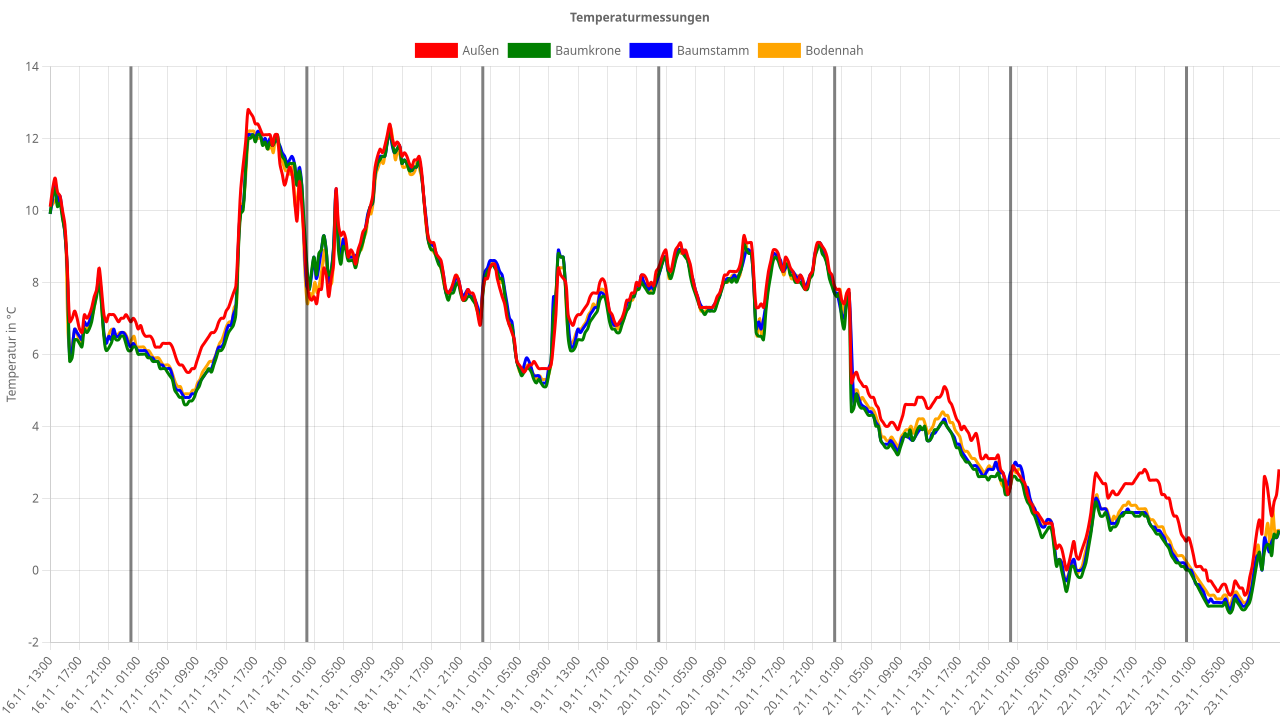 Temperaturmessungen
Außen Baumkrone Baumstamm Bodennah
Temperatur in °C
14
12
10
8
6
4
2
0
-2
16.11 - 13:00
16.11 - 17:00
16.11 - 21:00
17.11 - 01:00
17.11 - 05:00
17.11 - 09:00
17.11 - 13:00
17.11 - 17:00
17.11 - 21:00
18.11 - 01:00
18.11 - 05:00
18.11 - 09:00
18.11 - 13:00
18.11 - 17:00
18.11 - 21:00
19.11 - 01:00
19.11 - 05:00
19.11 - 09:00
19.11 - 13:00
19.11 - 17:00
19.11 - 21:00
20.11 - 01:00
20.11 - 05:00
20.11 - 09:00
20.11 - 13:00
20.11 - 17:00
20.11 - 21:00
21.11 - 01:00
21.11 - 05:00
21.11 - 09:00
21.11 - 13:00
21.11 - 17:00
21.11 - 21:00
22.11 - 01:00
22.11 - 05:00
22.11 - 09:00
22.11 - 13:00
22.11 - 17:00
22.11 - 21:00
23.11 - 01:00
23.11 - 05:00
23.11 - 09:00